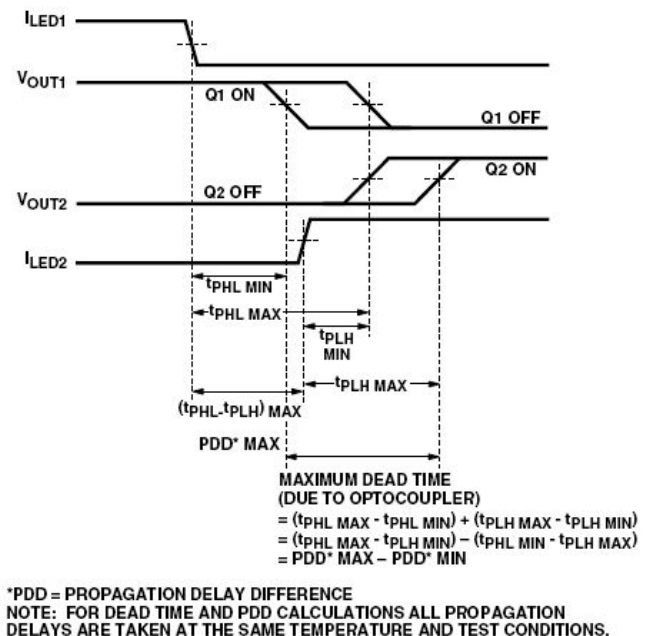 ILED1
VOUT1
Q1 ON
Q1 OFF
Q2 ON
Q2 OFF
VOUT2
ILED2
tPHL MIN
tPHL MAX
tPLH
MIN
tPLH MAX
(tPHL-tPLH) MAX
PDD* MAX
MAXIMUM DEAD TIME
(DUE TO OPTOCOUPLER)
= (tPHL MAX - tPHL MIN) + (tPLH MAX - tPLH MIN)
= (tPHL MAX - tPHL MIN) – (tPHL MIN - tPLH MAX)
= PDD* MAX – PDD* MIN
*PDD = PROPAGATION DELAY DIFFERENCE
NOTE: FOR DEAD TIME AND PDD CALCULATIONS ALL PROPAGATION
DELAYS ARE TAKEN AT THE SAME TEMPERATURE AND TEST CONDITIONS.